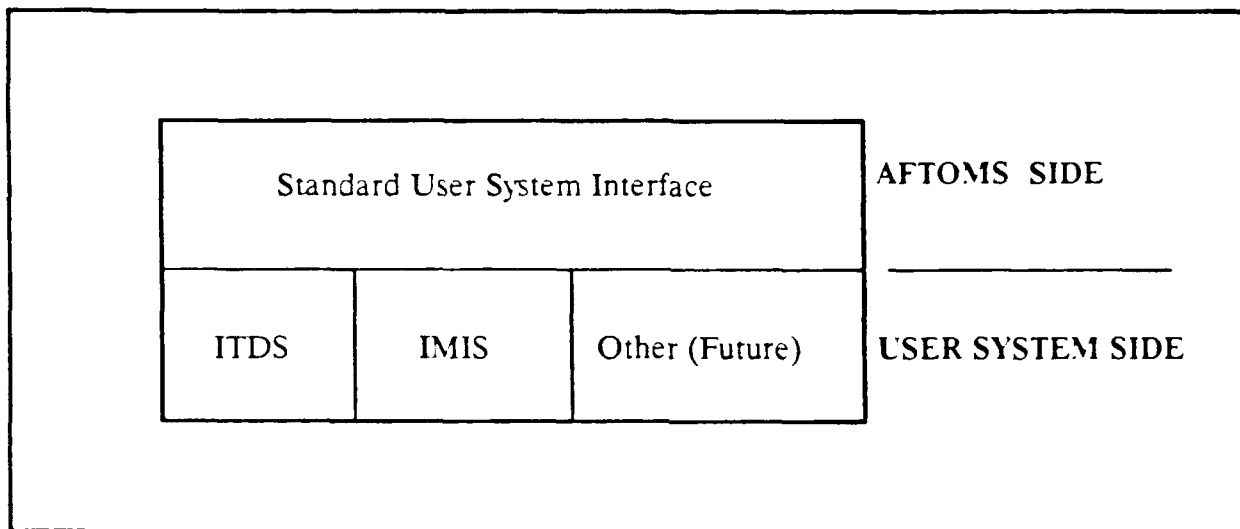 Standard User System Interface
AFTOMS SIDE
ITDS
IMIS
Other (Future)
USER SYSTEM SIDE